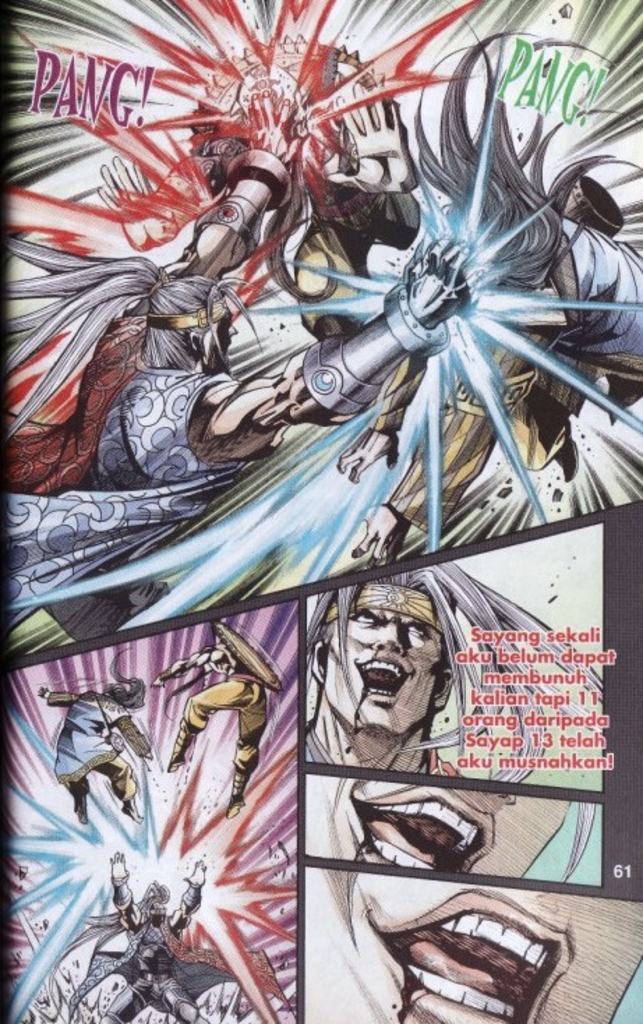 PANG!
PANG!
Sayang sekali
aku belum dapat
membunuh
kalian tapi 11
orang daripada
Sayap 13 telah
aku musnahkan!
61